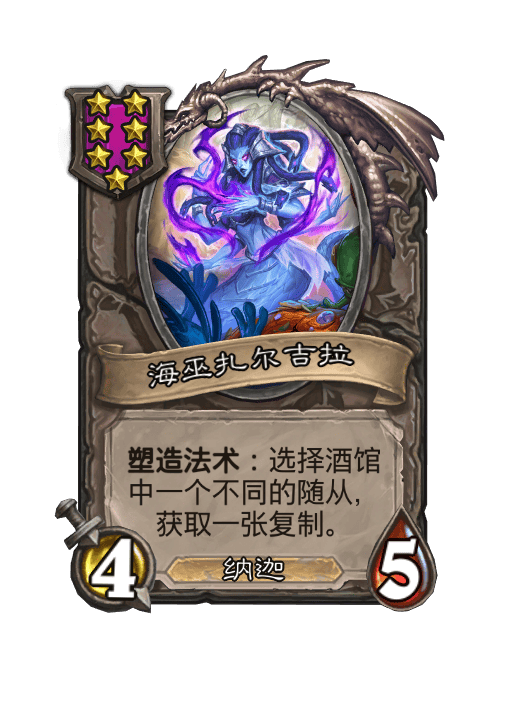 海巫扎尔吉拉
塑造法术：选择酒馆
中一个不同的随从，
获取一张复制。
4
纳迦
5